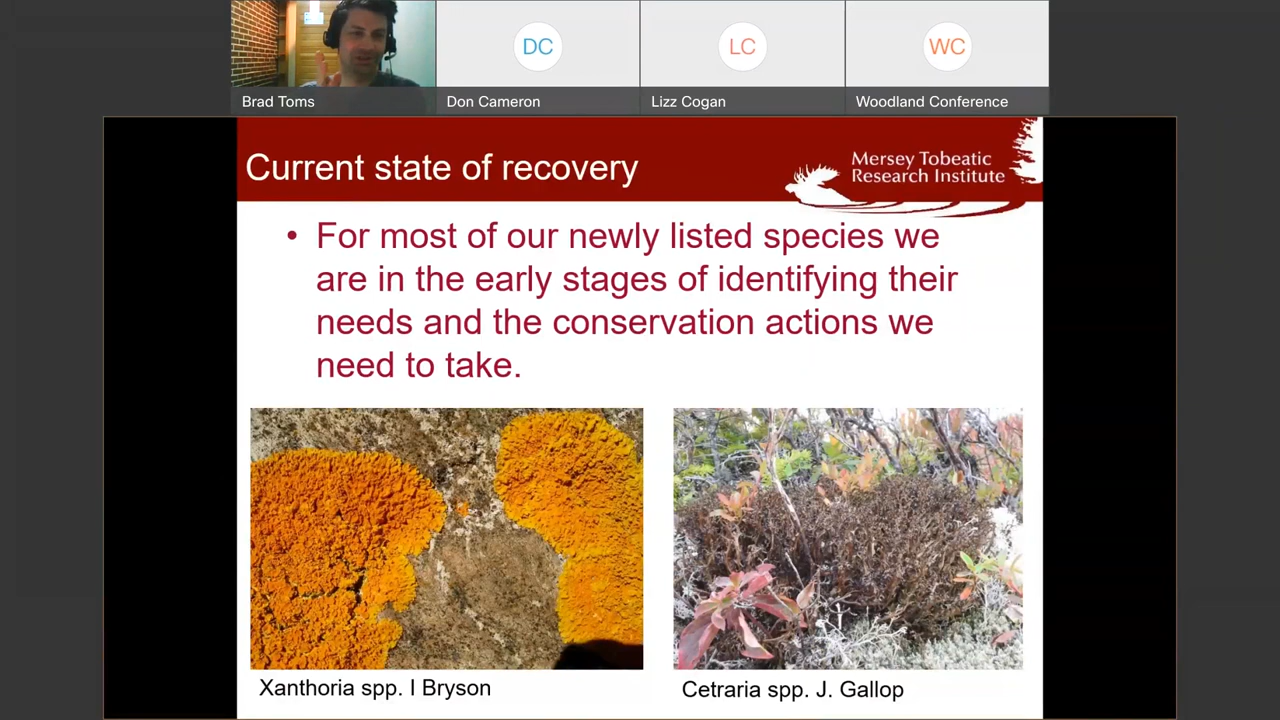 DC
LC
WC
Brad Toms
Don Cameron
Lizz Cogan
Woodland Conference
Current state of recovery
Mersey Tobeatic
Research Institute
• For most of our newly listed species we
are in the early stages of identifying their
needs and the conservation actions we
need to take.
Xanthoria spp. I Bryson
Cetraria spp. J. Gallop